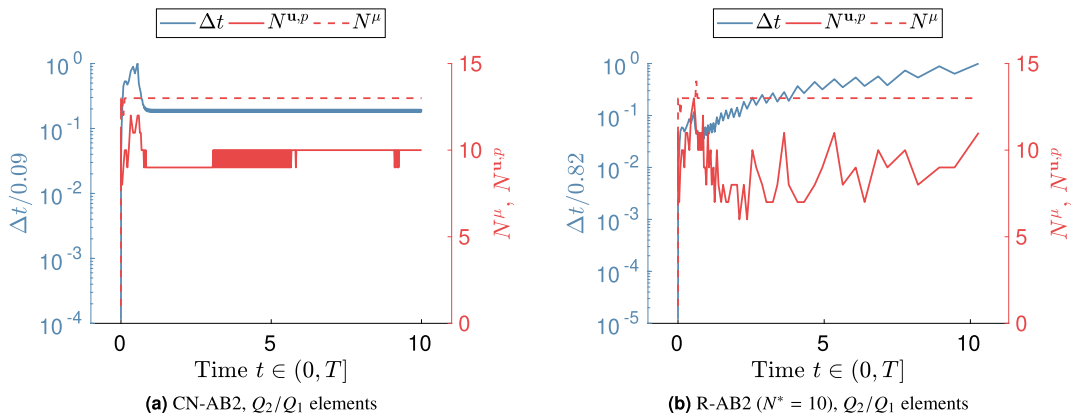 Δt N^{u,p} N^μ
10^0
10^{-1}
10^{-2}
10^{-3}
10^{-4}
Δt/0.09
15
10
5
0
N^μ, N^{u,p}
0 5 10
Time t ∈ (0, T]
(a) CN-AB2, Q_2/Q_1 elements
Δt N^{u,p} N^μ
10^0
10^{-1}
10^{-2}
10^{-3}
10^{-4}
10^{-5}
Δt/0.82
15
10
5
0
N^μ, N^{u,p}
0 5 10
Time t ∈ (0, T]
(b) R-AB2 (N* = 10), Q_2/Q_1 elements